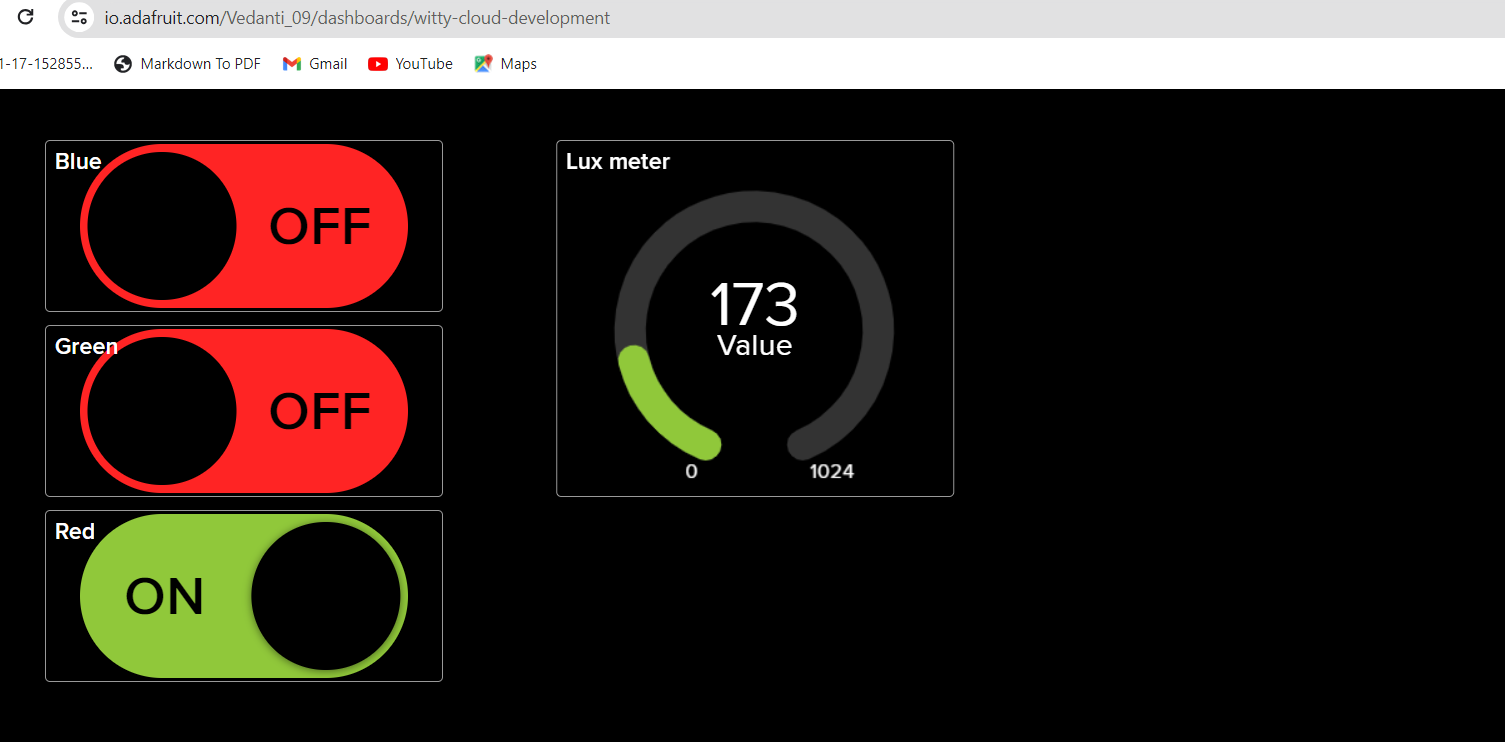 io.adafruit.com/Vedanti_09/dashboards/witty-cloud-development
1-17-152855... Markdown To PDF Gmail YouTube Maps
Blue
OFF
Green
OFF
Red
ON
Lux meter
173
Value
0 1024